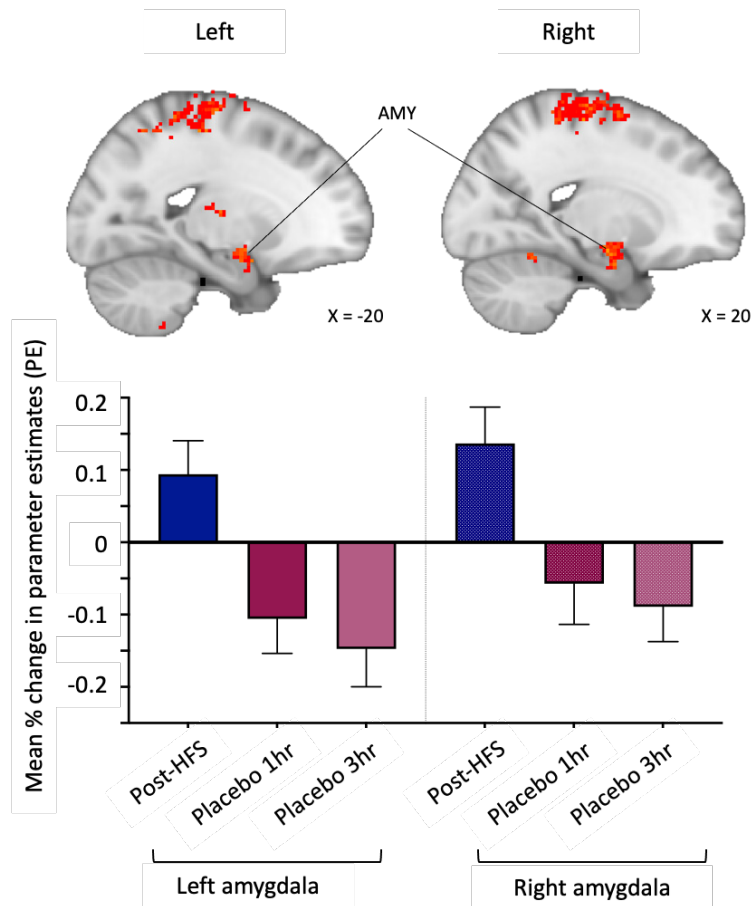 Left
Right
AMY
X = -20
X = 20
Mean % change in parameter estimates (PE)
0.2
0.1
0
-0.1
-0.2
Post-HFS
Placebo 1hr
Placebo 3hr
Post-HFS
Placebo 1hr
Placebo 3hr
Left amygdala
Right amygdala